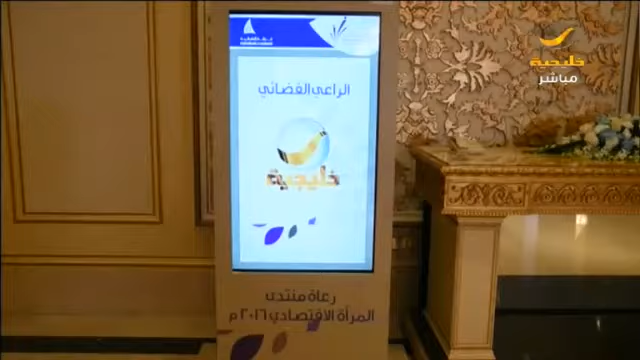 خليجية
مباشر
الراعي الفضائي
خليجية
رعاة منتدى
المرأة الاقتصادي ٢٠١٦م